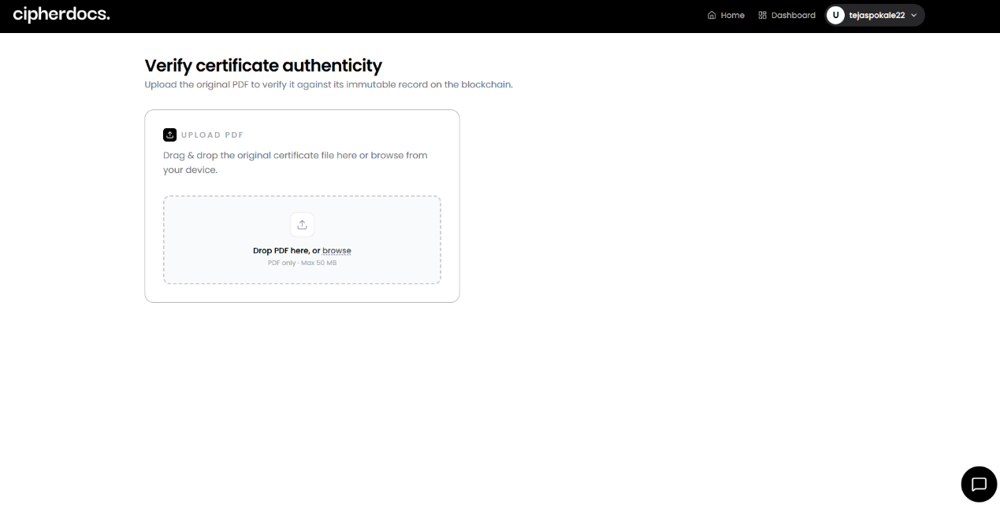 cipherdocs.
Home
Dashboard
U
tejaspokale22
Verify certificate authenticity
Upload the original PDF to verify it against its immutable record on the blockchain.
UPLOAD PDF
Drag & drop the original certificate file here or browse from
your device.
Drop PDF here, or browse
PDF only · Max 50 MB